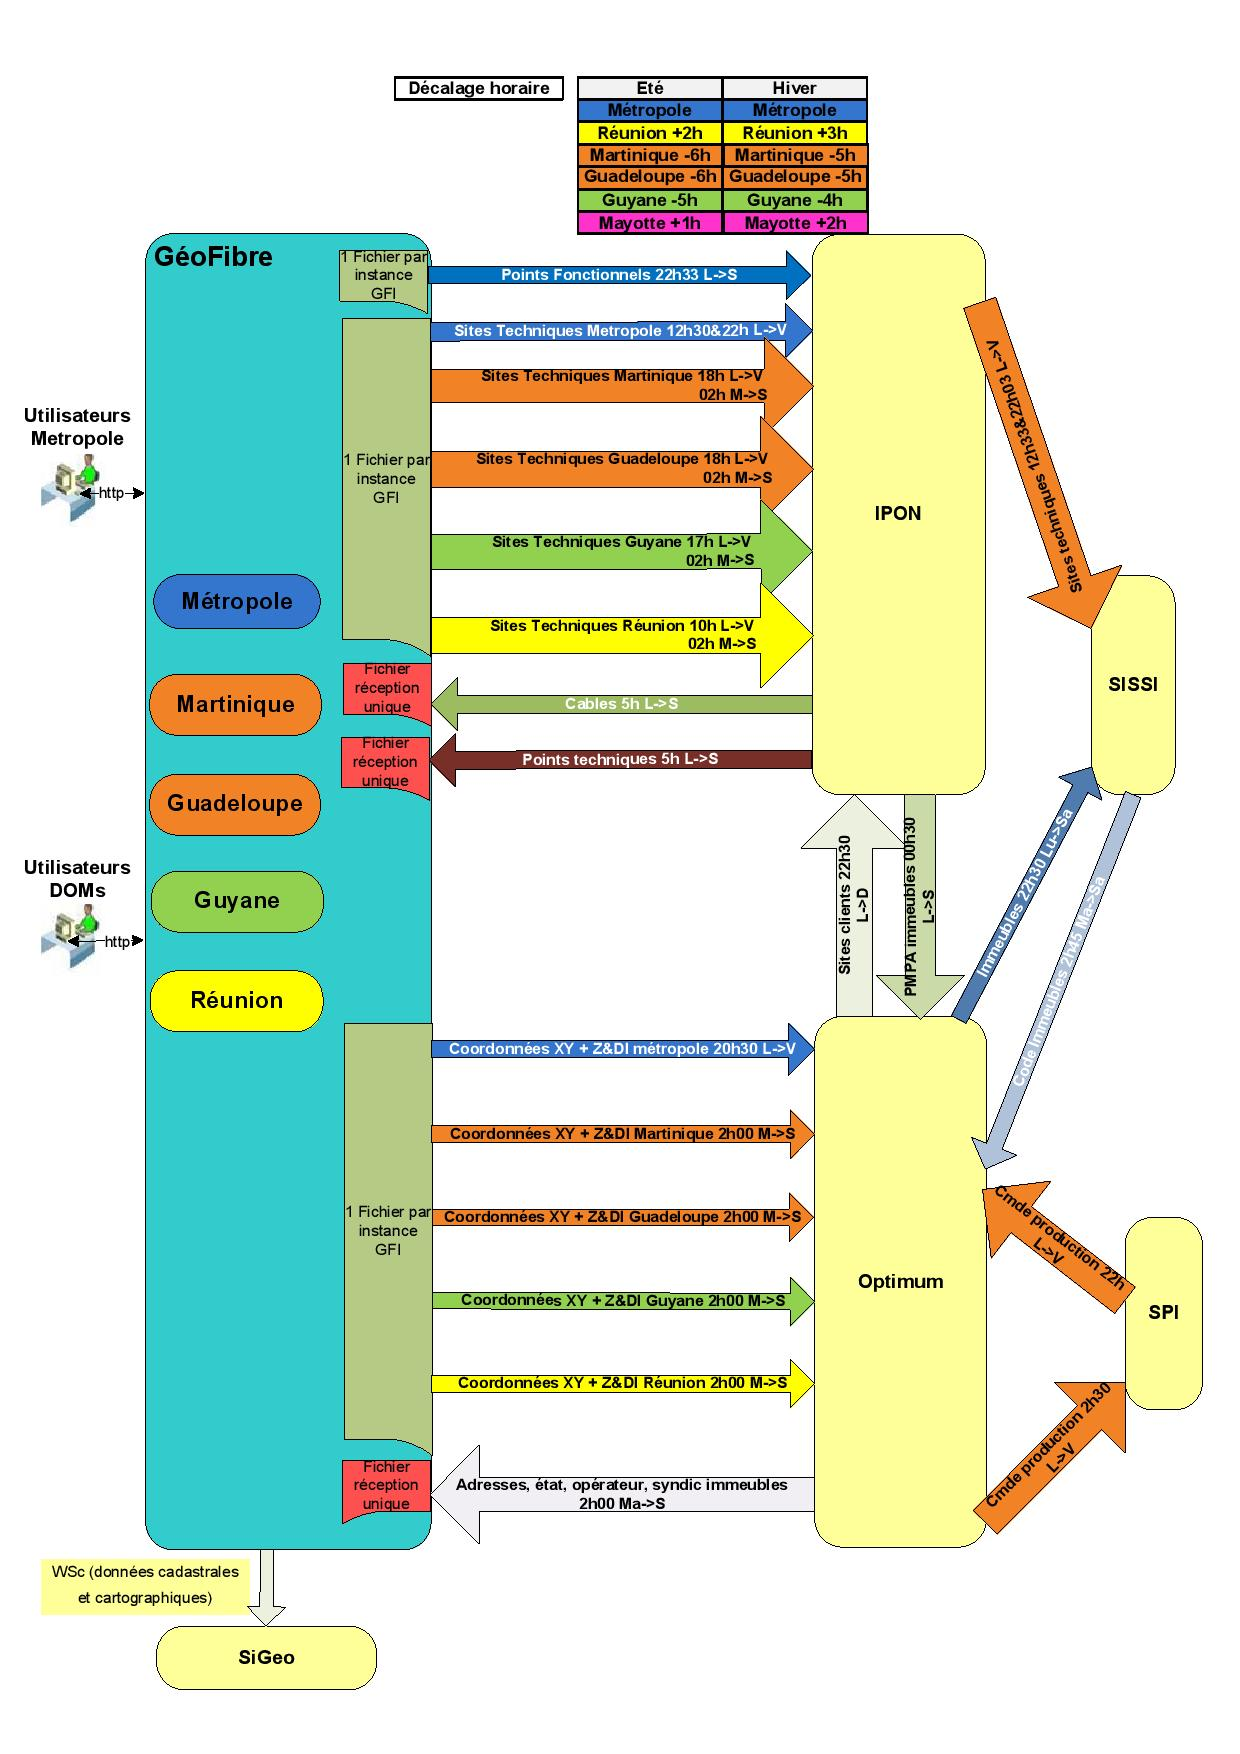 Décalage horaire
Eté Hiver
Métropole Métropole
Réunion +2h Réunion +3h
Martinique -6h Martinique -5h
Guadeloupe -6h Guadeloupe -5h
Guyane -5h Guyane -4h
Mayotte +1h Mayotte +2h
GéoFibre
1 Fichier par
instance
GFI
Points Fonctionnels 22h33 L->S
Sites Techniques Metropole 12h30&22h L->V
Sites Techniques Martinique 18h L->V
02h M->S
Sites Techniques Guadeloupe 18h L->V
02h M->S
Sites Techniques Guyane 17h L->V
02h M->S
Sites Techniques Réunion 10h L->V
02h M->S
1 Fichier par
instance
GFI
Utilisateurs
Metropole
http
Métropole
Martinique
Guadeloupe
Guyane
Réunion
Utilisateurs
DOMs
http
Fichier
réception
unique
Cables 5h L->S
Fichier
réception
unique
Points techniques 5h L->S
IPON
Sites techniques 12h33&22h03 L->V
SISSI
Sites clients 22h30
L->D
PMPA immeubles 00h30
L->S
Immeubles 22h30 Lu->Sa
Code Immeubles 2h45 Ma->Sa
Coordonnées XY + Z&DI métropole 20h30 L->V
Coordonnées XY + Z&DI Martinique 2h00 M->S
Coordonnées XY + Z&DI Guadeloupe 2h00 M->S
Coordonnées XY + Z&DI Guyane 2h00 M->S
Coordonnées XY + Z&DI Réunion 2h00 M->S
1 Fichier par
instance
GFI
Optimum
Cmde production 22h
L->V
SPI
Cmde production 2h30
L->V
Fichier
réception
unique
Adresses, état, opérateur, syndic immeubles
2h00 Ma->S
WSc (données cadastrales
et cartographiques)
SiGeo